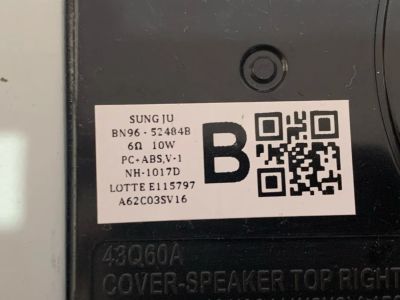 SUNG JU
BN96 - 52484B
6Ω 10W
PC+ABS,V-1
NH-1017D
LOTTE E115797
A62C03SV16
B
43Q60A
COVER-SPEAKER TOP RIGHT